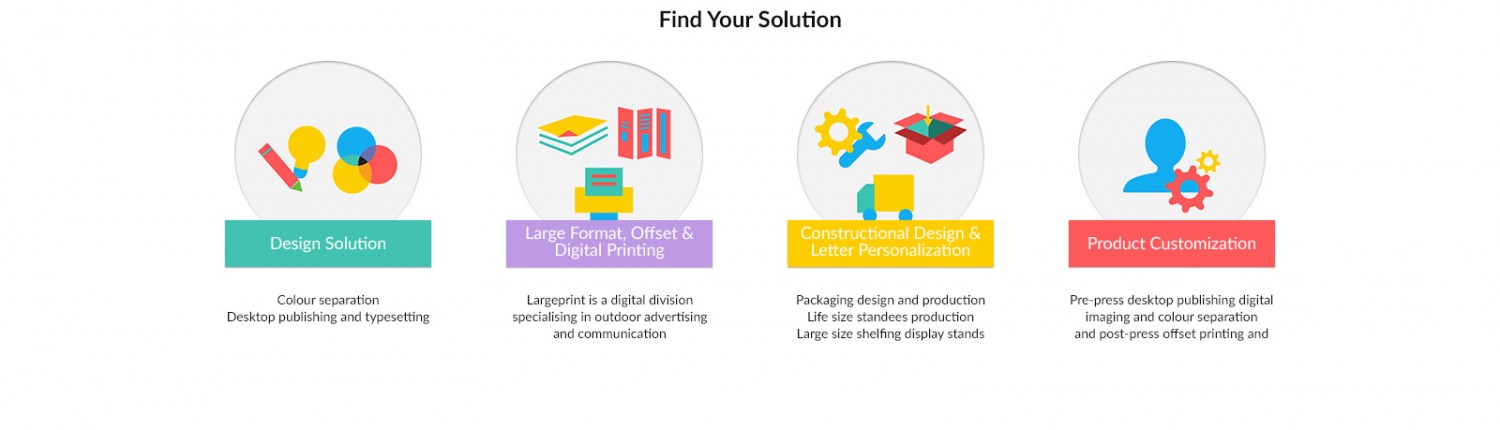 Find Your Solution
Design Solution
Colour separation
Desktop publishing and typesetting
Large Format, Offset &
Digital Printing
Largeprint is a digital division
specialising in outdoor advertising
and communication
Constructional Design &
Letter Personalization
Packaging design and production
Life size standees production
Large size shelfing display stands
Product Customization
Pre-press desktop publishing digital
imaging and colour separation
and post-press offset printing and